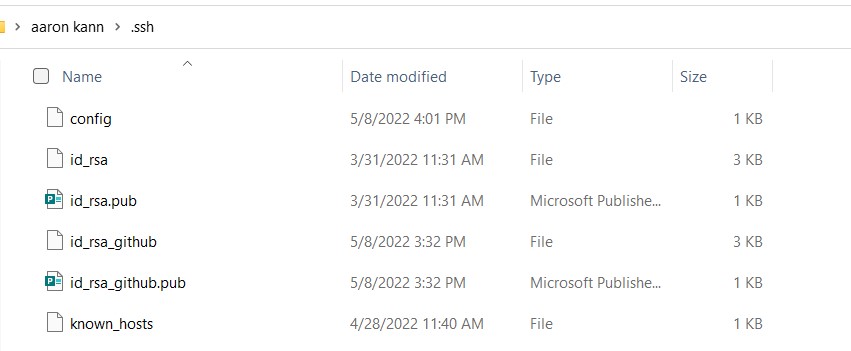 aaron kann > .ssh
Name Date modified Type Size
config 5/8/2022 4:01 PM File 1 KB
id_rsa 3/31/2022 11:31 AM File 3 KB
id_rsa.pub 3/31/2022 11:31 AM Microsoft Publishe... 1 KB
id_rsa_github 5/8/2022 3:32 PM File 3 KB
id_rsa_github.pub 5/8/2022 3:32 PM Microsoft Publishe... 1 KB
known_hosts 4/28/2022 11:40 AM File 1 KB